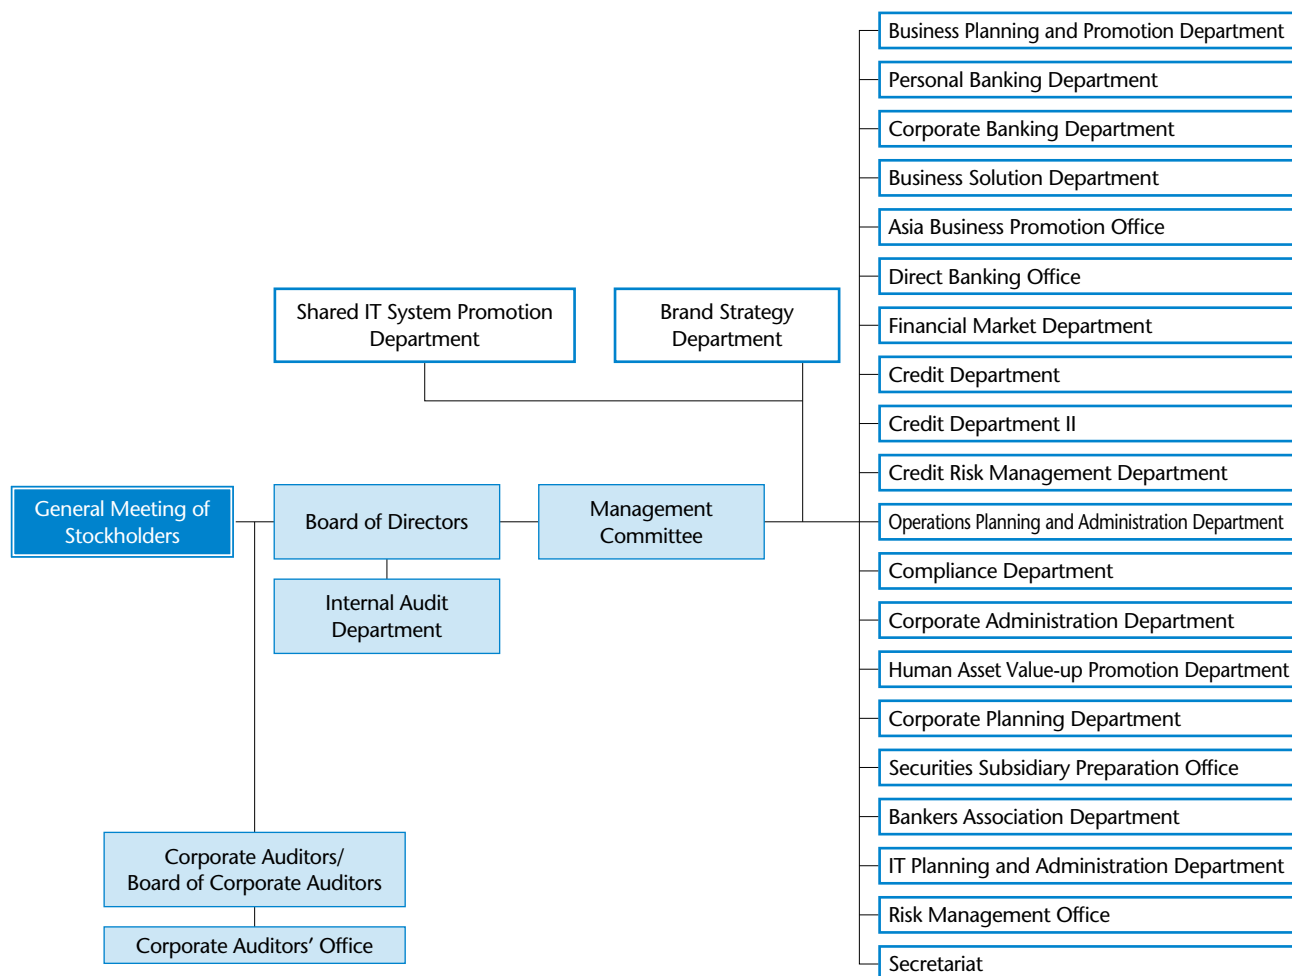 Business Planning and Promotion Department
Personal Banking Department
Corporate Banking Department
Business Solution Department
Asia Business Promotion Office
Direct Banking Office
Shared IT System Promotion
Department
Brand Strategy
Department
Financial Market Department
Credit Department
Credit Department II
Credit Risk Management Department
General Meeting of
Stockholders
Board of Directors
Management
Committee
Operations Planning and Administration Department
Compliance Department
Internal Audit
Department
Corporate Administration Department
Human Asset Value-up Promotion Department
Corporate Planning Department
Securities Subsidiary Preparation Office
Bankers Association Department
Corporate Auditors/
Board of Corporate Auditors
IT Planning and Administration Department
Risk Management Office
Corporate Auditors’ Office
Secretariat